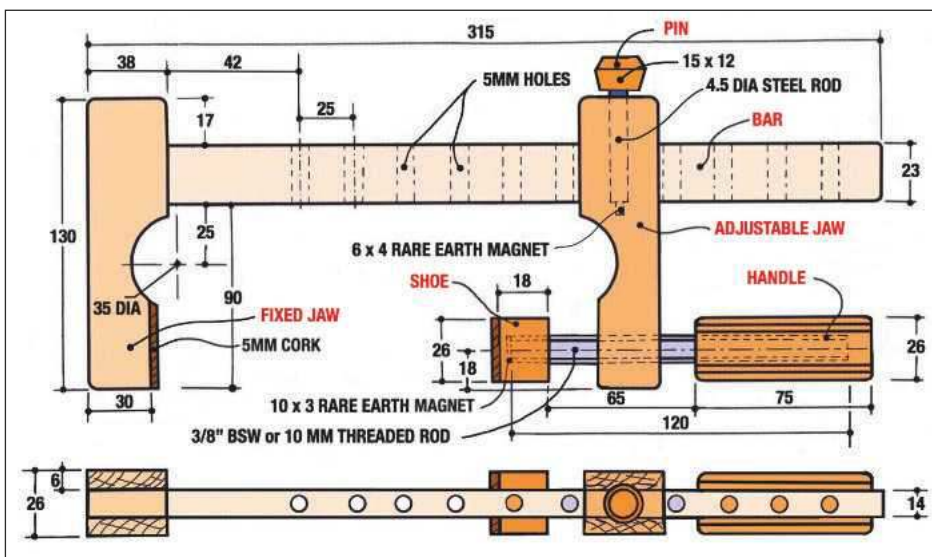 315
PIN
38
42
15 x 12
5MM HOLES
4.5 DIA STEEL ROD
25
17
BAR
23
130
25
6 x 4 RARE EARTH MAGNET
ADJUSTABLE JAW
SHOE
18
HANDLE
35 DIA
90
FIXED JAW
5MM CORK
26
18
26
30
10 x 3 RARE EARTH MAGNET
65
75
3/8" BSW or 10 MM THREADED ROD
120
6
26
14